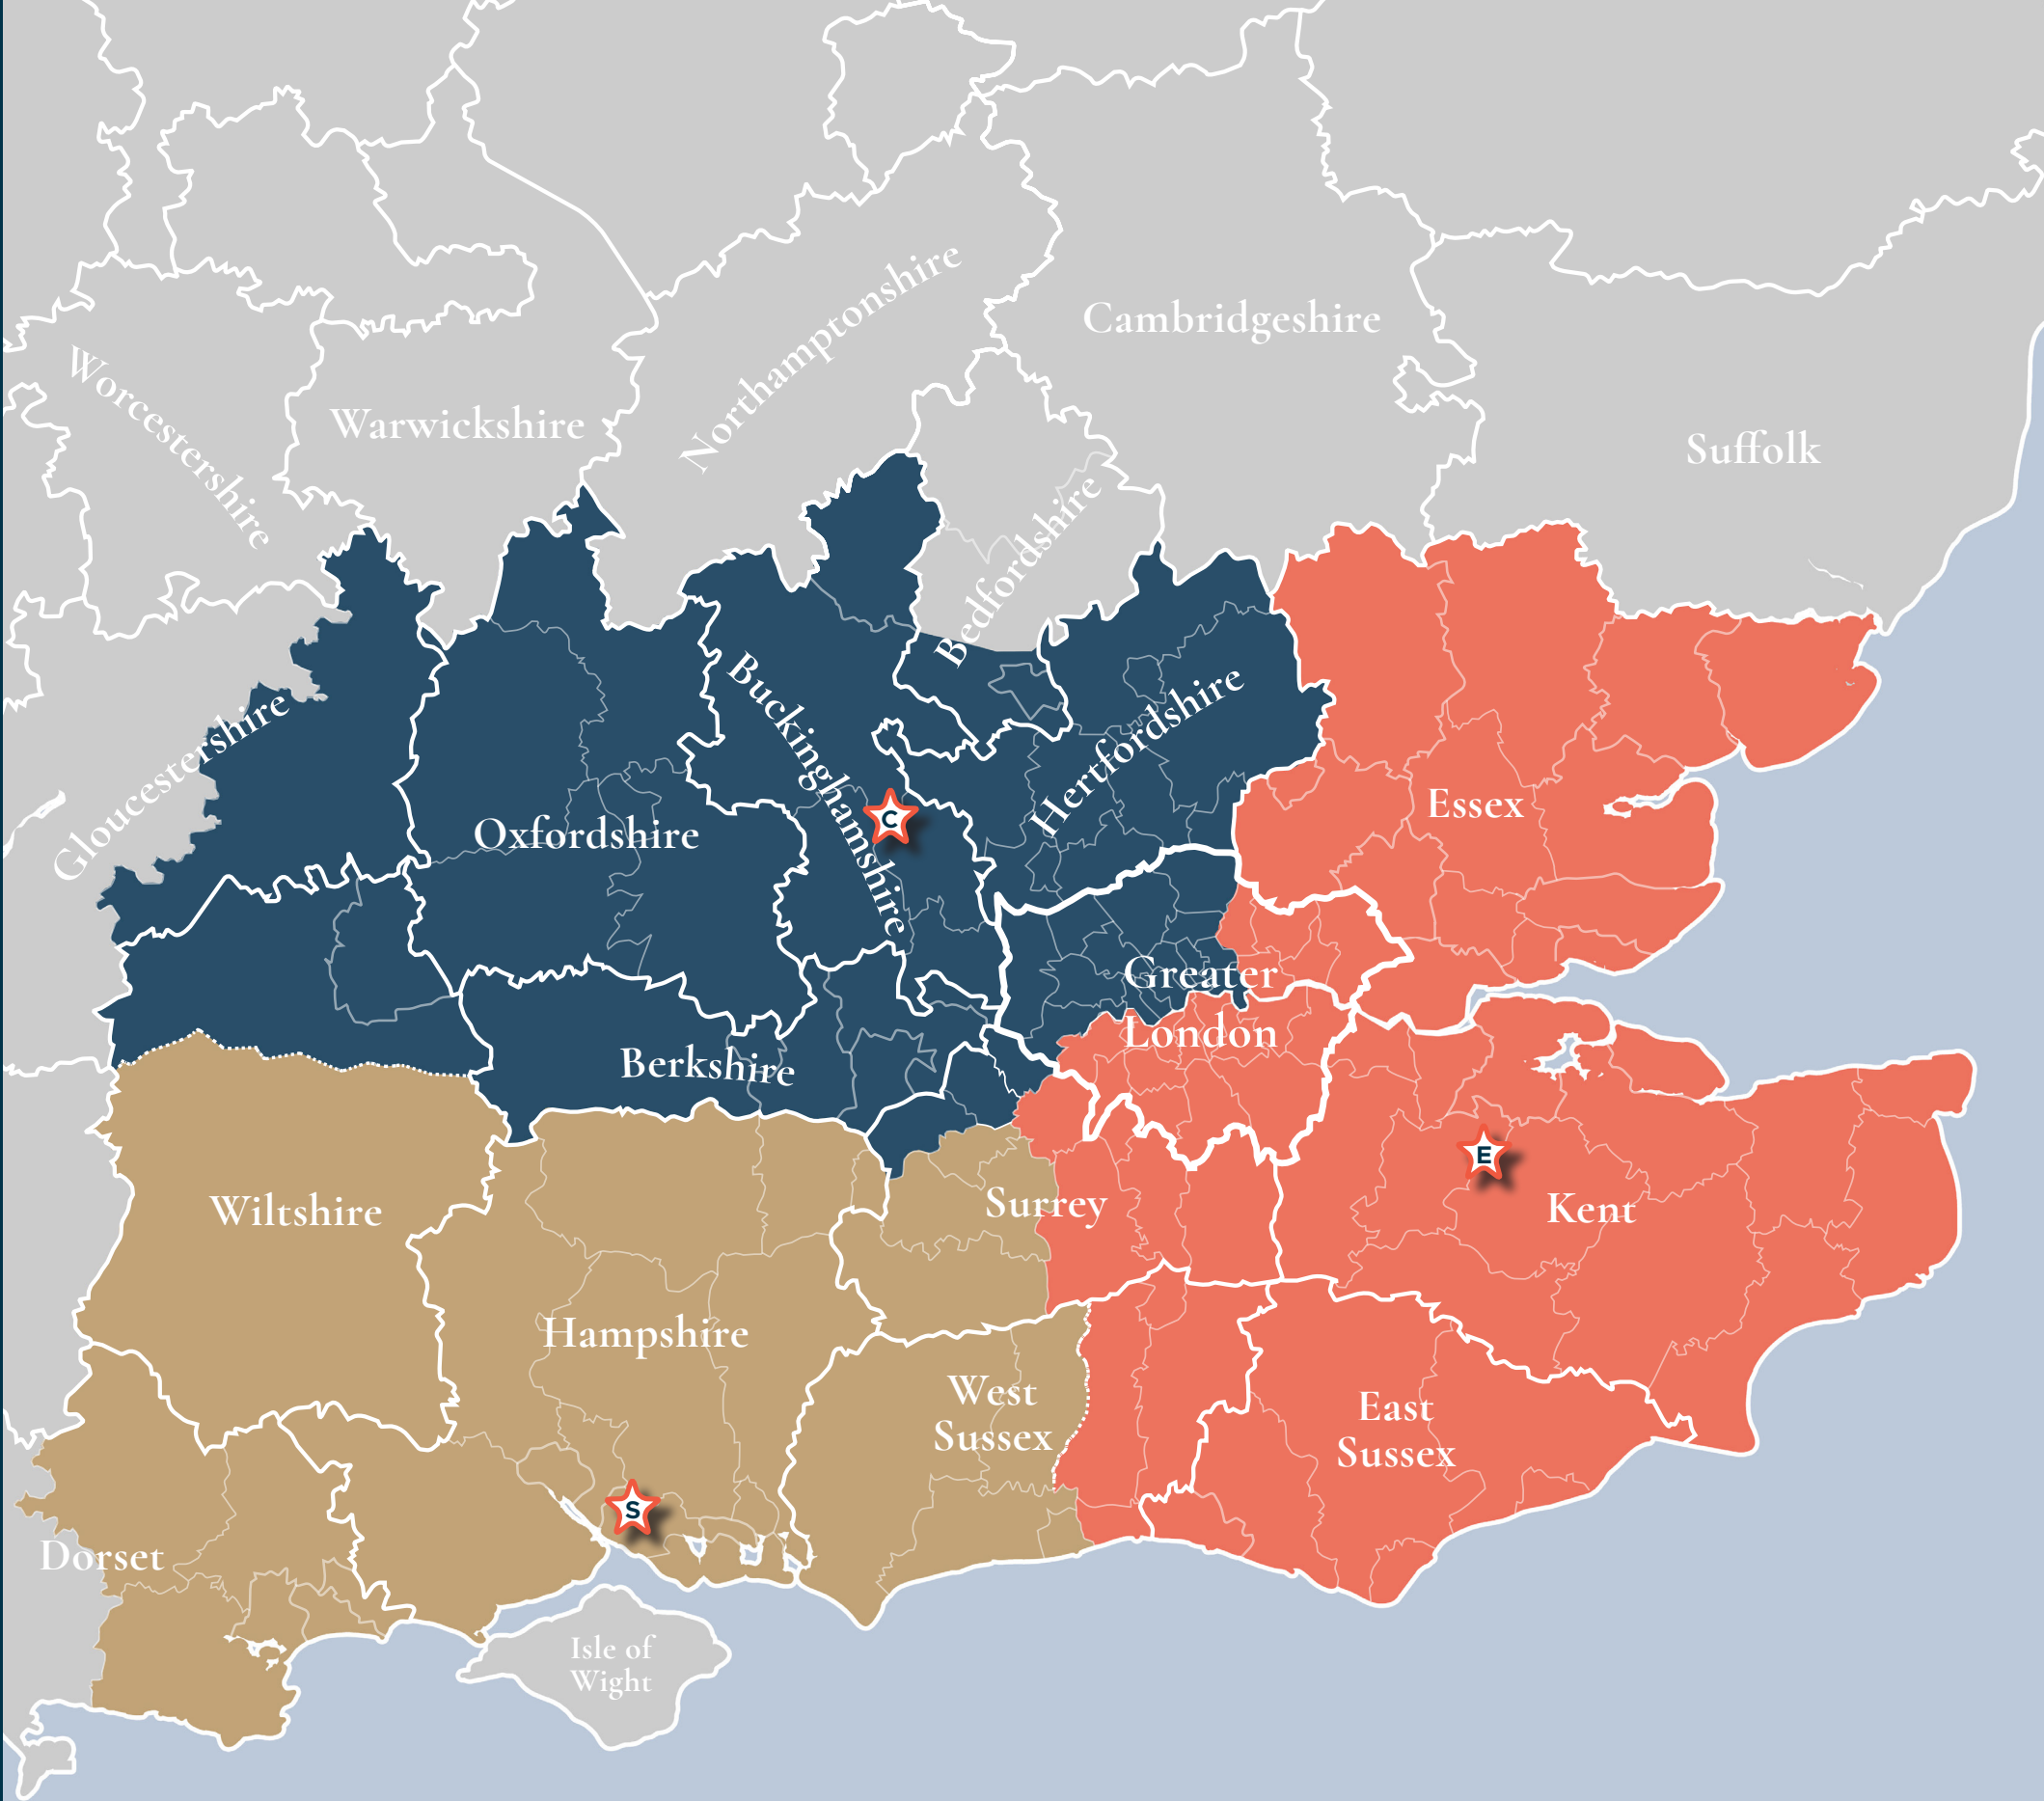 Northamptonshire
Cambridgeshire
Worcestershire
Warwickshire
Suffolk
Bedfordshire
Buckinghamshire
Hertfordshire
Gloucestershire
Oxfordshire
C
Essex
Greater
London
Berkshire
E
Wiltshire
Surrey
Kent
Hampshire
West
Sussex
East
Sussex
S
Dorset
Isle of
Wight